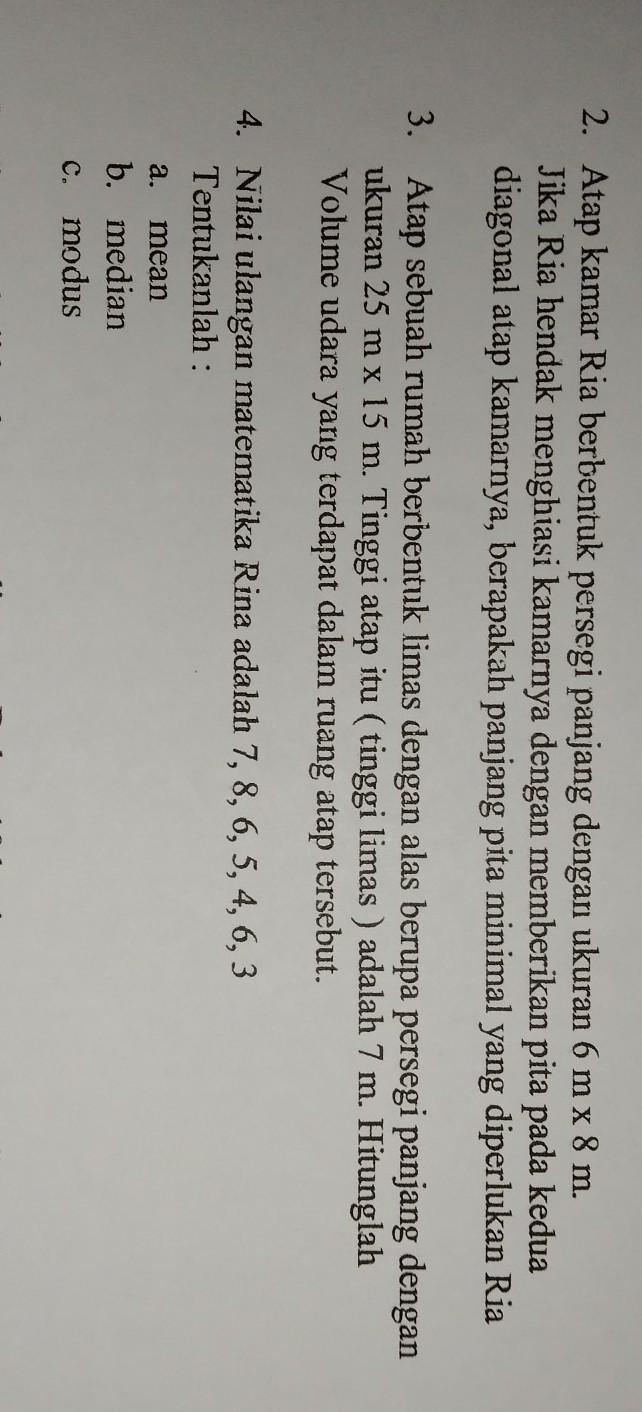 2. Atap kamar Ria berbentuk persegi panjang dengan ukuran 6 m x 8 m.
Jika Ria hendak menghiasi kamarnya dengan memberikan pita pada kedua
diagonal atap kamarnya, berapakah panjang pita minimal yang diperlukan Ria
3. Atap sebuah rumah berbentuk limas dengan alas berupa persegi panjang dengan
ukuran 25 m x 15 m. Tinggi atap itu ( tinggi limas ) adalah 7 m. Hitunglah
Volume udara yang terdapat dalam ruang atap tersebut.
4. Nilai ulangan matematika Rina adalah 7, 8, 6, 5, 4, 6, 3
Tentukanlah :
a. mean
b. median
c. modus